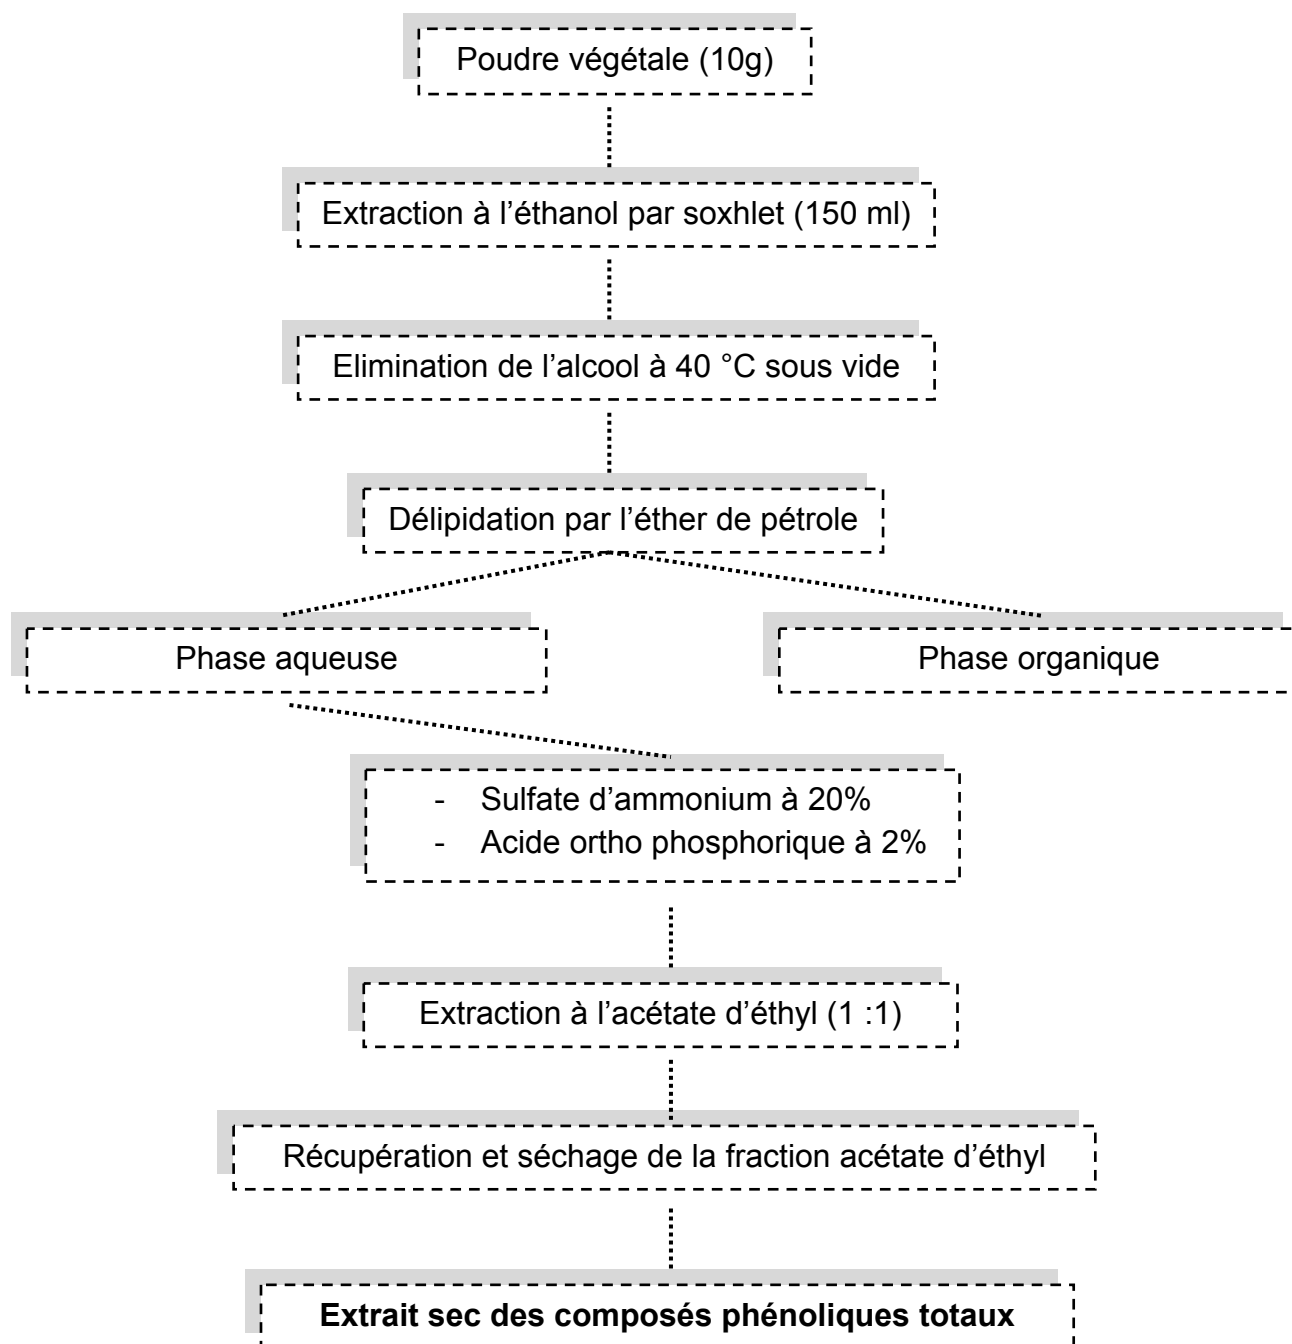 Poudre végétale (10g)
Extraction à l’éthanol par soxhlet (150 ml)
Elimination de l’alcool à 40 °C sous vide
Délipidation par l’éther de pétrole
Phase aqueuse
Phase organique
- Sulfate d’ammonium à 20%
- Acide ortho phosphorique à 2%
Extraction à l’acétate d’éthyl (1 :1)
Récupération et séchage de la fraction acétate d’éthyl
Extrait sec des composés phénoliques totaux